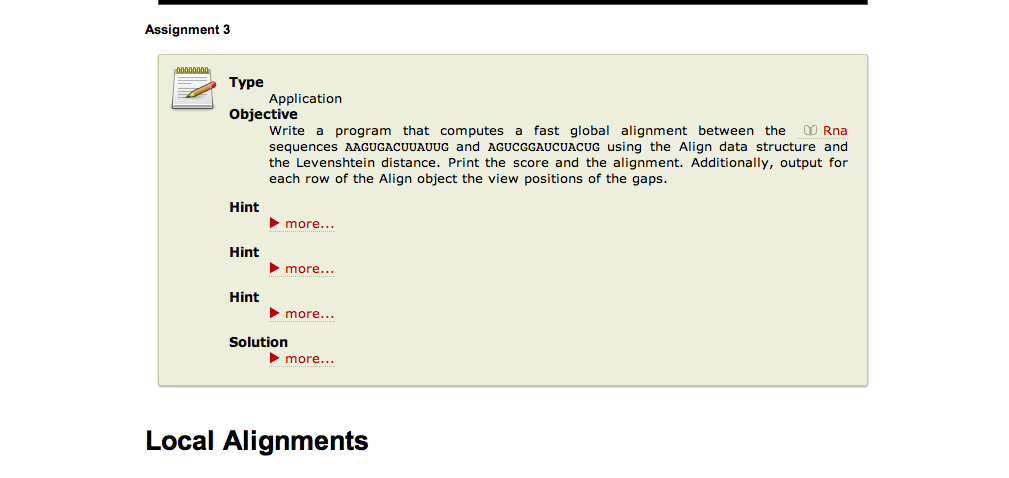 Assignment 3
Type
Application
Objective
Write a program that computes a fast global alignment between the Rna
sequences AAGUGACUUAUUG and AGUCGGAUCUACUG using the Align data structure and
the Levenshtein distance. Print the score and the alignment. Additionally, output for
each row of the Align object the view positions of the gaps.
Hint
more...
Hint
more...
Hint
more...
Solution
more...
Local Alignments